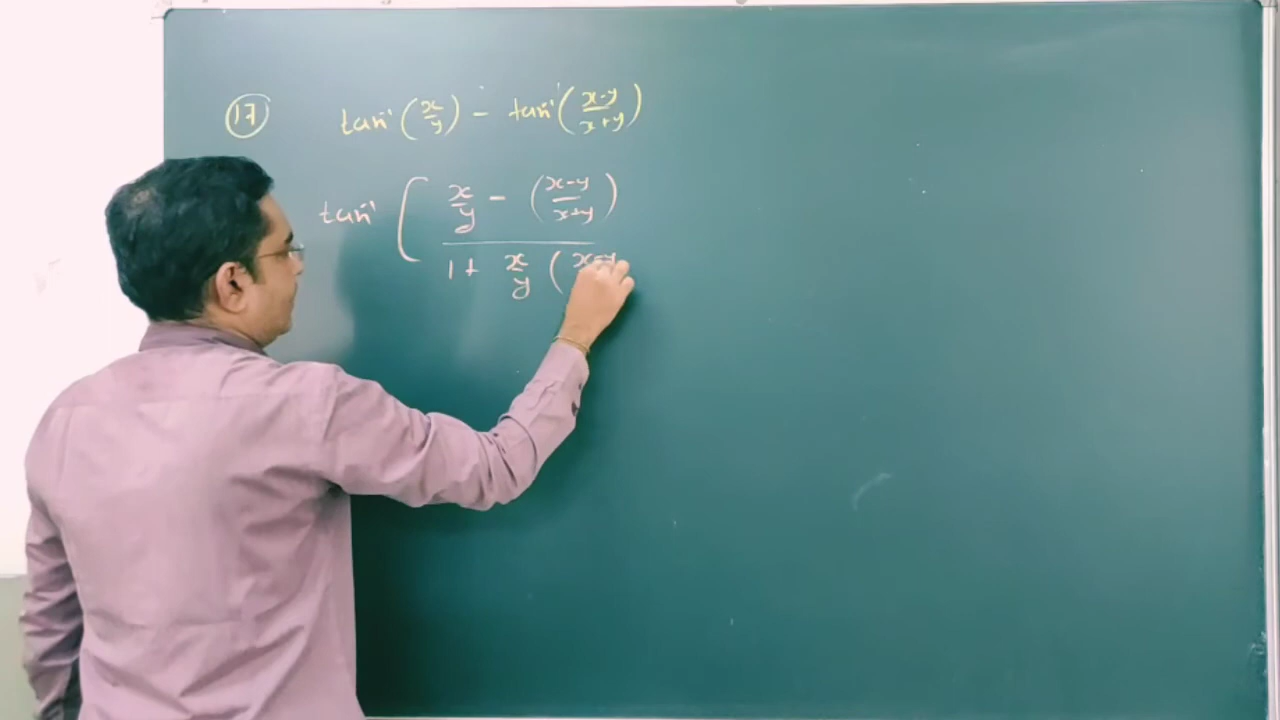 17 tan⁻¹(x/y) - tan⁻¹(x-y/x+y)
tan⁻¹ [ x/y - (x-y/x+y)
1 + x/y (x-y